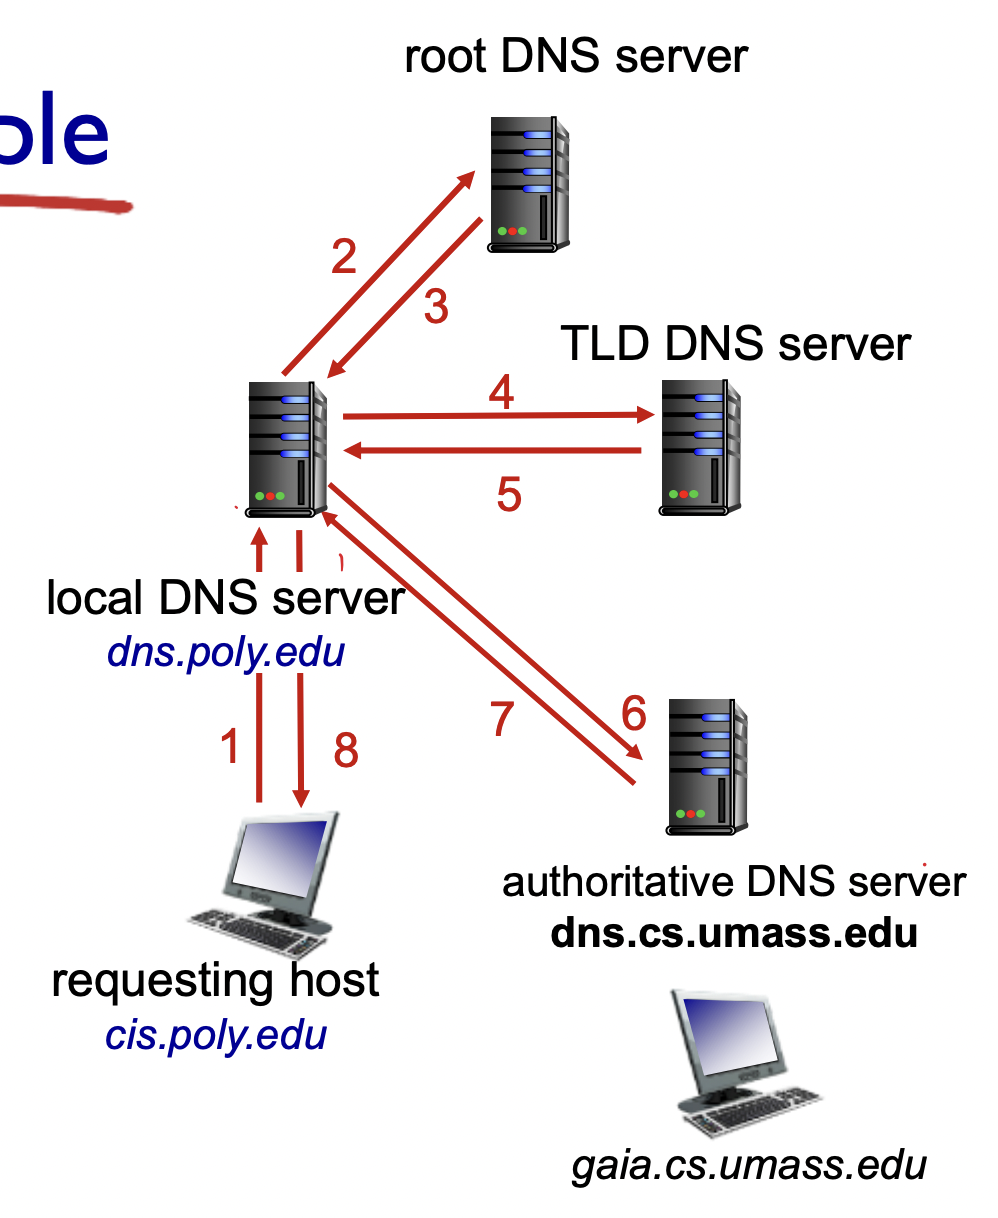 root DNS server
ple
2
3
TLD DNS server
4
5
local DNS server
dns.poly.edu
1
8
7
6
authoritative DNS server
dns.cs.umass.edu
requesting host
cis.poly.edu
gaia.cs.umass.edu